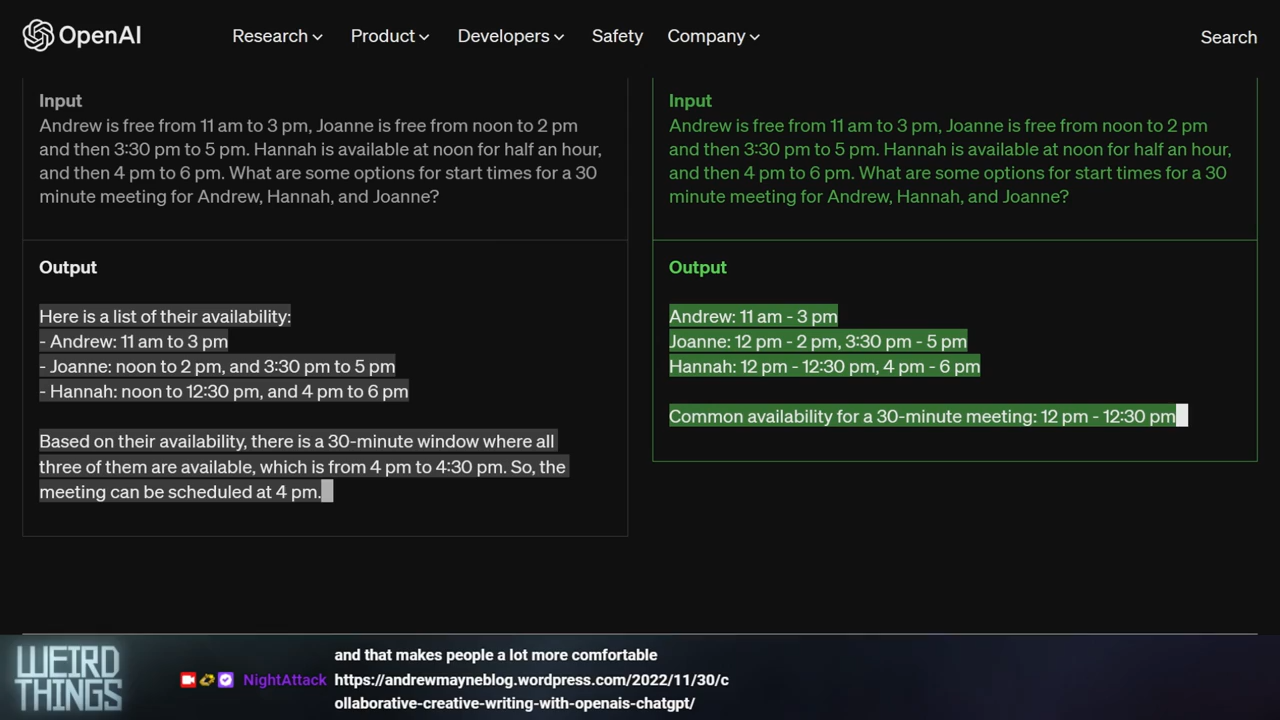 OpenAI
Research Product Developers Safety Company Search
Input
Andrew is free from 11 am to 3 pm, Joanne is free from noon to 2 pm
and then 3:30 pm to 5 pm. Hannah is available at noon for half an hour,
and then 4 pm to 6 pm. What are some options for start times for a 30
minute meeting for Andrew, Hannah, and Joanne?
Output
Here is a list of their availability:
- Andrew: 11 am to 3 pm
- Joanne: noon to 2 pm, and 3:30 pm to 5 pm
- Hannah: noon to 12:30 pm, and 4 pm to 6 pm
Based on their availability, there is a 30-minute window where all
three of them are available, which is from 4 pm to 4:30 pm. So, the
meeting can be scheduled at 4 pm.
Input
Andrew is free from 11 am to 3 pm, Joanne is free from noon to 2 pm
and then 3:30 pm to 5 pm. Hannah is available at noon for half an hour,
and then 4 pm to 6 pm. What are some options for start times for a 30
minute meeting for Andrew, Hannah, and Joanne?
Output
Andrew: 11 am - 3 pm
Joanne: 12 pm - 2 pm, 3:30 pm - 5 pm
Hannah: 12 pm - 12:30 pm, 4 pm - 6 pm
Common availability for a 30-minute meeting: 12 pm - 12:30 pm
WEIRD
THINGS
and that makes people a lot more comfortable
NightAttack https://andrewmayneblog.wordpress.com/2022/11/30/c
ollaborative-creative-writing-with-openais-chatgpt/